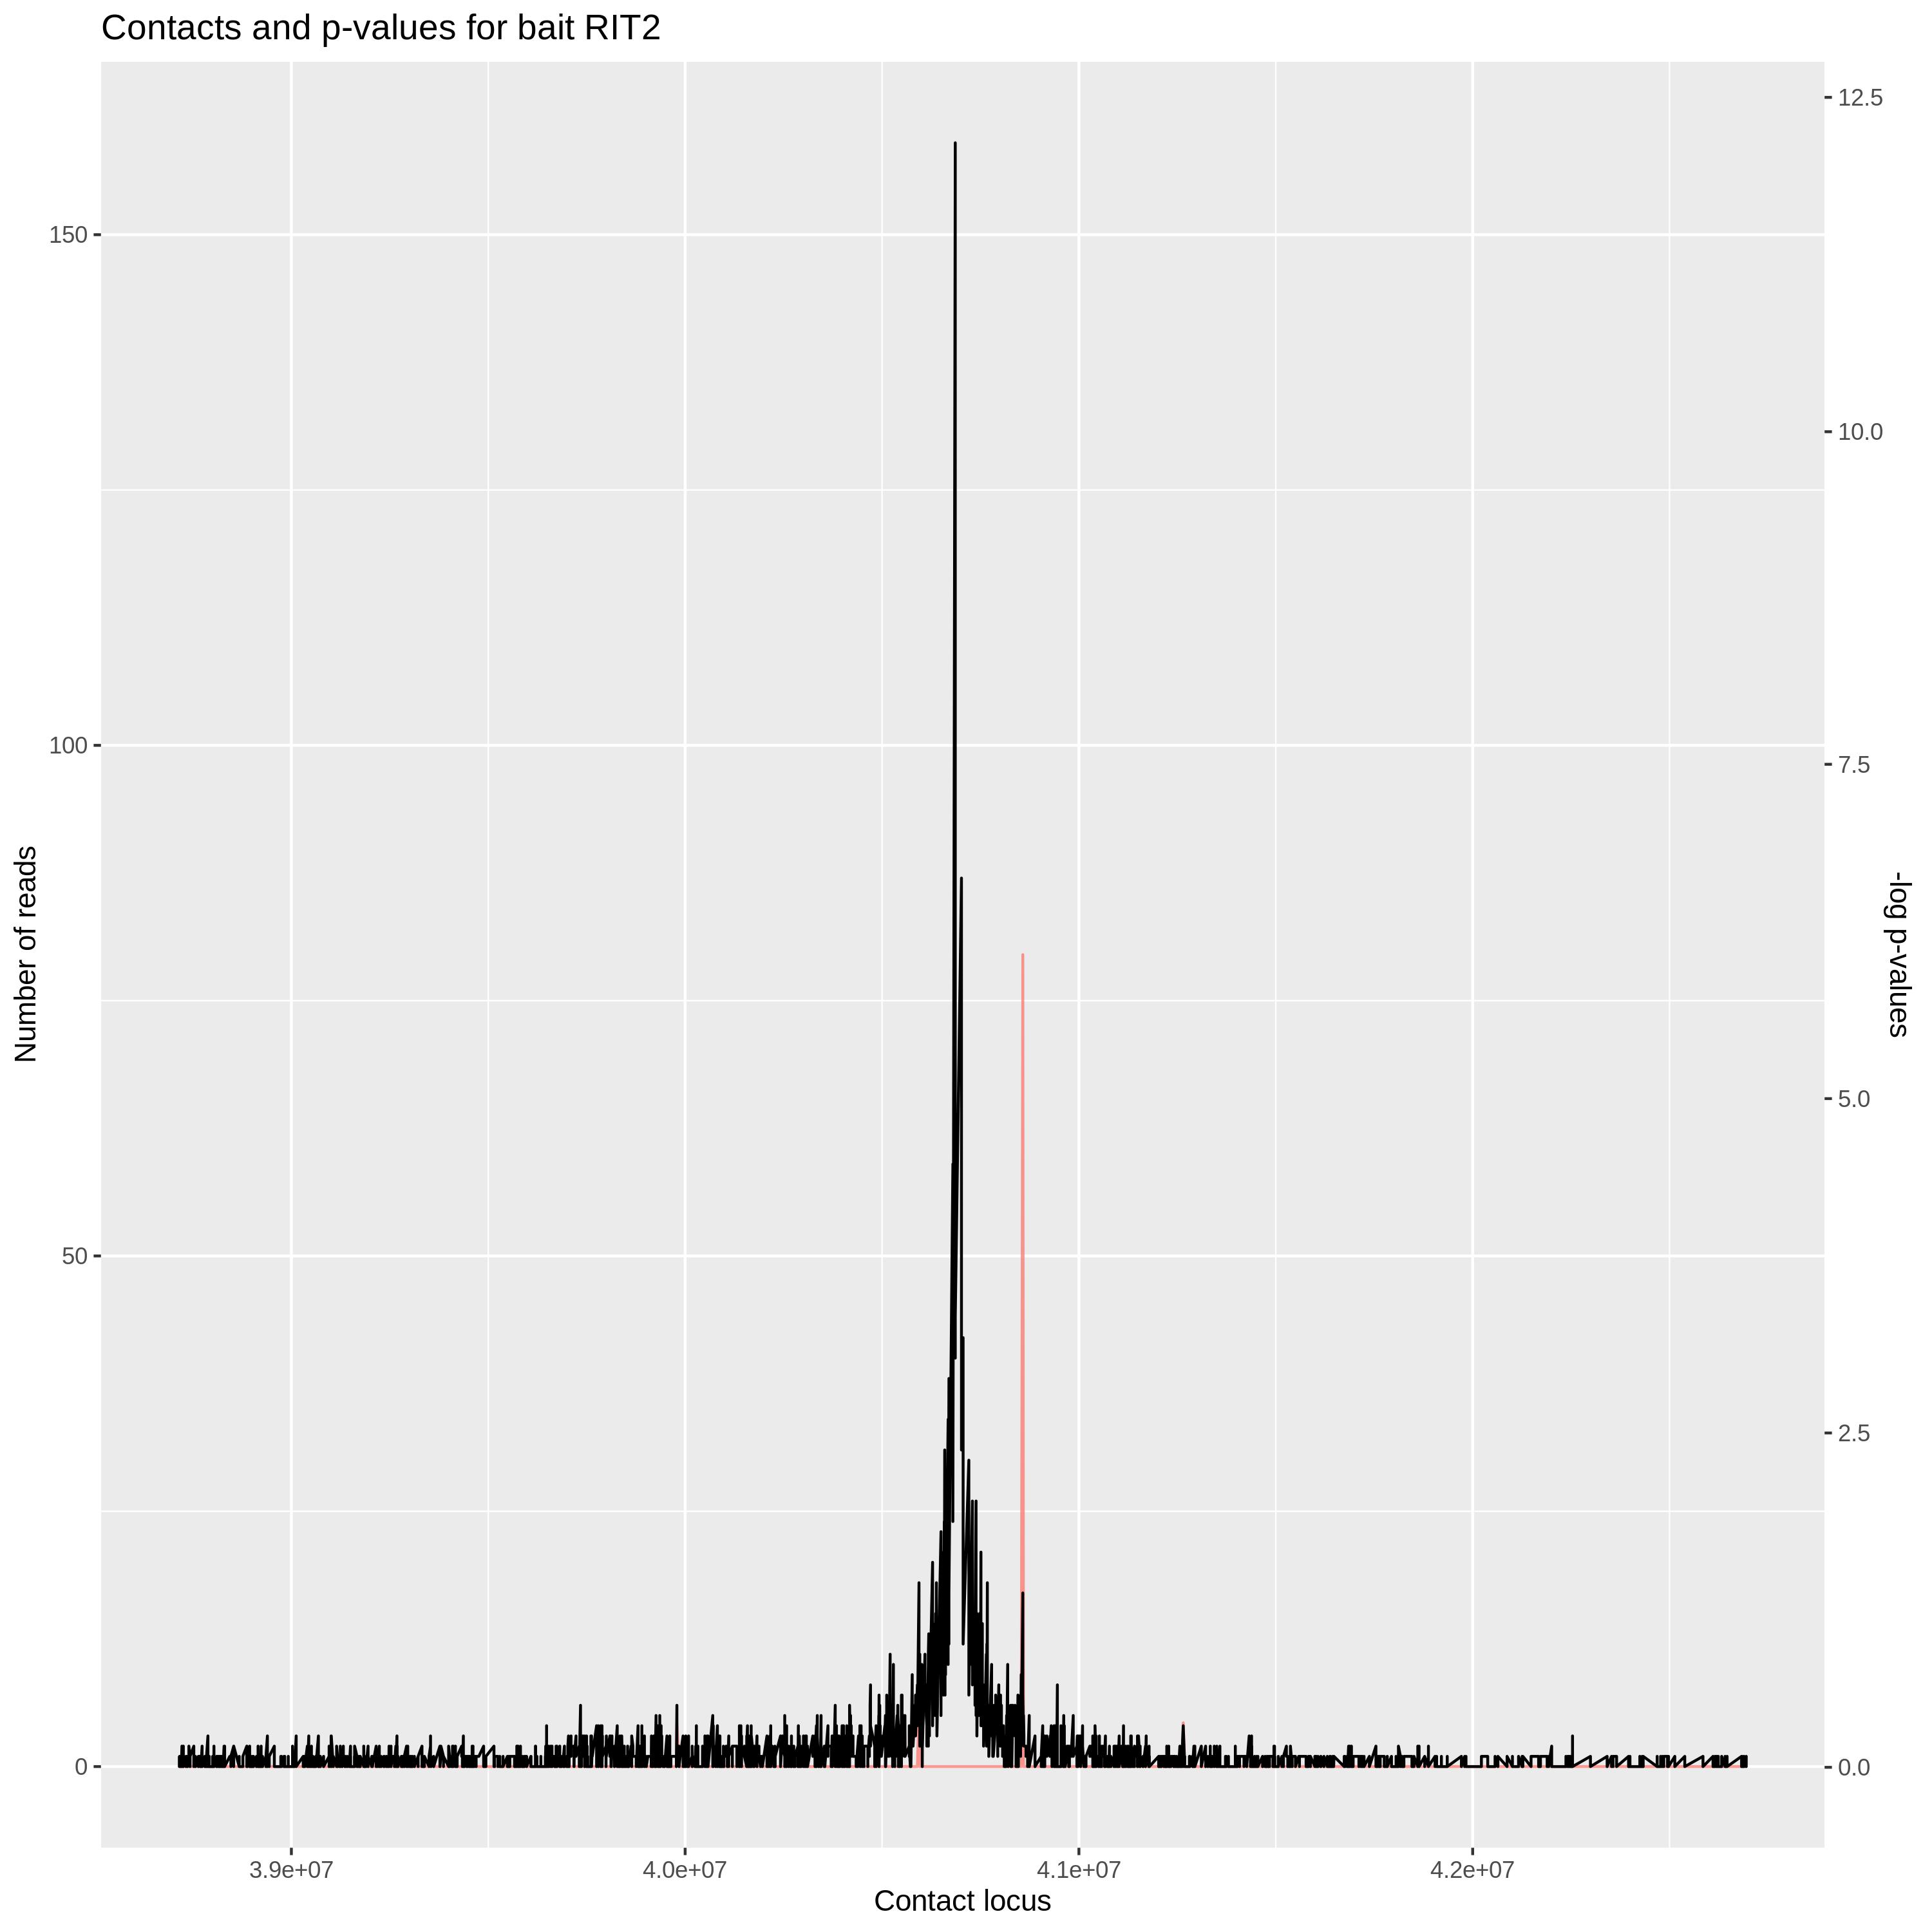 Contacts and p-values for bait RIT2
12.5
150
10.0
100
7.5
Number of reads
-log p-values
5.0
50
2.5
0
0.0
3.9e+07
4.0e+07
4.1e+07
4.2e+07
Contact locus